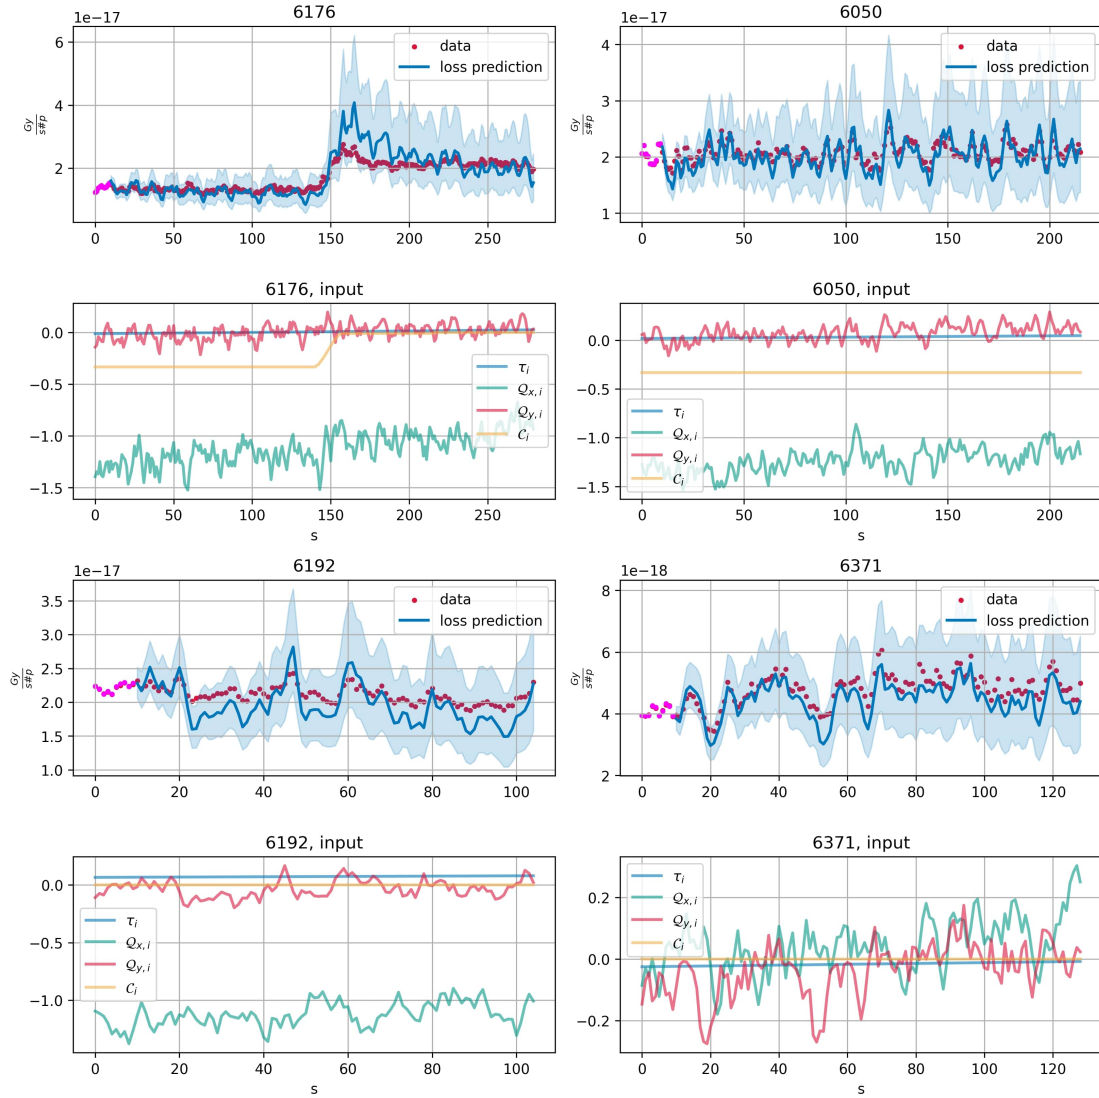 6176
6050
1e−17
1e−17
6
4
2
4
3
2
1
Gy
s#p
Gy
s#p
data
loss prediction
data
loss prediction
0 50 100 150 200 250
0 50 100 150 200
6176, input
6050, input
0.0
−0.5
−1.0
−1.5
0.0
−0.5
−1.0
−1.5
τi
Qx, i
Qy, i
Ci
τi
Qx, i
Qy, i
Ci
0 50 100 150 200 250
0 50 100 150 200
s
s
6192
6371
1e−17
1e−18
3.5
3.0
2.5
2.0
1.5
1.0
8
6
4
2
Gy
s#p
Gy
s#p
data
loss prediction
data
loss prediction
0 20 40 60 80 100
0 20 40 60 80 100 120
6192, input
6371, input
0.0
−0.5
−1.0
0.2
0.0
−0.2
τi
Qx, i
Qy, i
Ci
τi
Qx, i
Qy, i
Ci
0 20 40 60 80 100
0 20 40 60 80 100 120
s
s